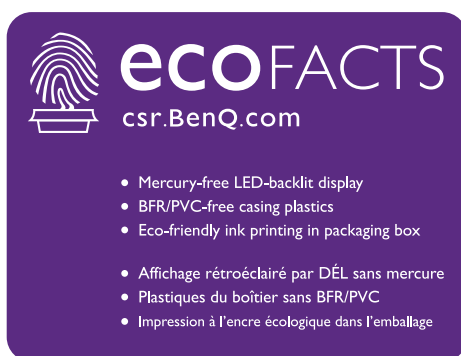 ecoFACTS
csr.BenQ.com
• Mercury-free LED-backlit display
• BFR/PVC-free casing plastics
• Eco-friendly ink printing in packaging box
• Affichage rétroéclairé par DÉL sans mercure
• Plastiques du boîtier sans BFR/PVC
• Impression à l'encre écologique dans l'emballage